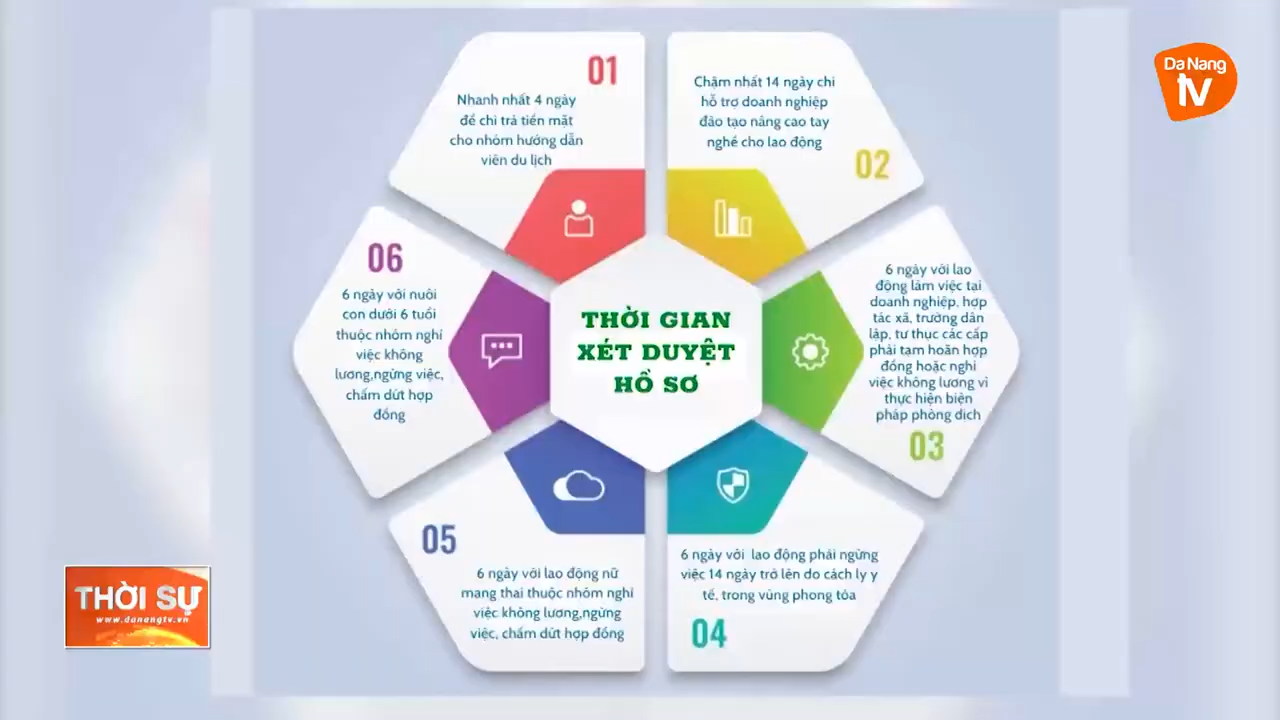 01
Nhanh nhất 4 ngày
để chi trả tiền mặt
cho nhóm hướng dẫn
viên du lịch
Chậm nhất 14 ngày chi
hỗ trợ doanh nghiệp
đào tạo nâng cao tay
nghề cho lao động
02
6 ngày với lao
động làm việc tại
doanh nghiệp, hợp
tác xã, trường dân
lập, tư thục các cấp
phải tạm hoãn hợp
đồng hoặc nghỉ
việc không lương vì
thực hiện biện
pháp phòng dịch
03
6 ngày với lao động phải ngừng
việc 14 ngày trở lên do cách ly y
tế, trong vùng phong tỏa
04
05
6 ngày với lao động nữ
mang thai thuộc nhóm nghỉ
việc không lương,ngừng
việc, chấm dứt hợp đồng
06
6 ngày với nuôi
con dưới 6 tuổi
thuộc nhóm nghỉ
việc không
lương,ngừng việc,
chấm dứt hợp
đồng
THỜI GIAN
XÉT DUYỆT
HỒ SƠ
Da Nang
tv
THỜI SỰ
www.danangtv.vn